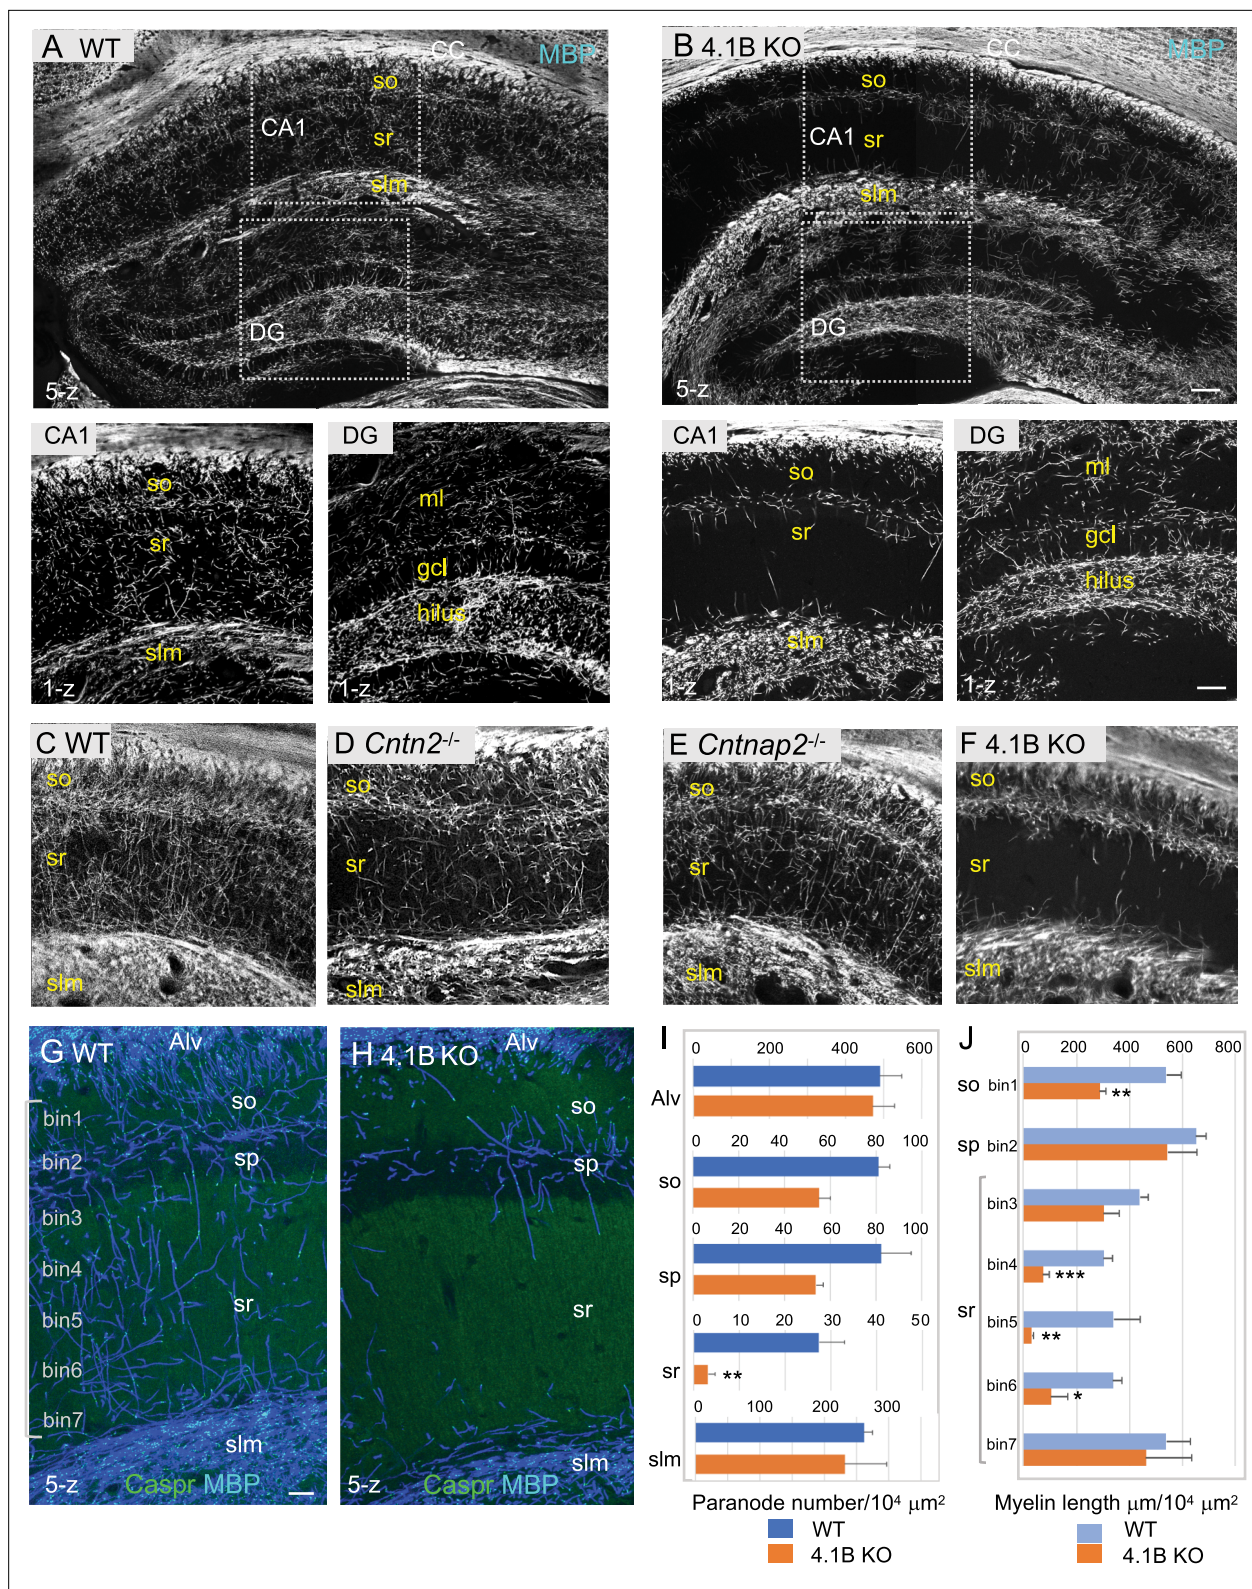 A WT
CC
MBP
so
CA1
sr
slm
DG
5-z
B 4.1B KO
CC
MBP
so
CA1
sr
slm
DG
5-z
CA1
so
sr
slm
1-z
DG
ml
gcl
hilus
1-z
CA1
so
sr
slm
1-z
DG
ml
gcl
hilus
C WT
so
sr
slm
D Cntn2-/-
so
sr
slm
E Cntnap2-/-
so
sr
slm
F 4.1B KO
so
sr
slm
G WT
Alv
so
bin1
bin2
sp
bin3
bin4
sr
bin5
bin6
bin7
slm
5-z
Caspr MBP
H 4.1B KO
Alv
so
sp
sr
slm
5-z
Caspr MBP
I
0 200 400 600
Alv
0 20 40 60 80 100
so
0 20 40 60 80 100
sp
0 10 20 30 40 50
sr
**
0 100 200 300
slm
Paranode number/10⁴ μm²
WT
4.1B KO
J
0 200 400 600 800
so bin1
**
sp bin2
bin3
bin4
***
sr
bin5
**
bin6
*
bin7
Myelin length μm/10⁴ μm²
WT
4.1B KO